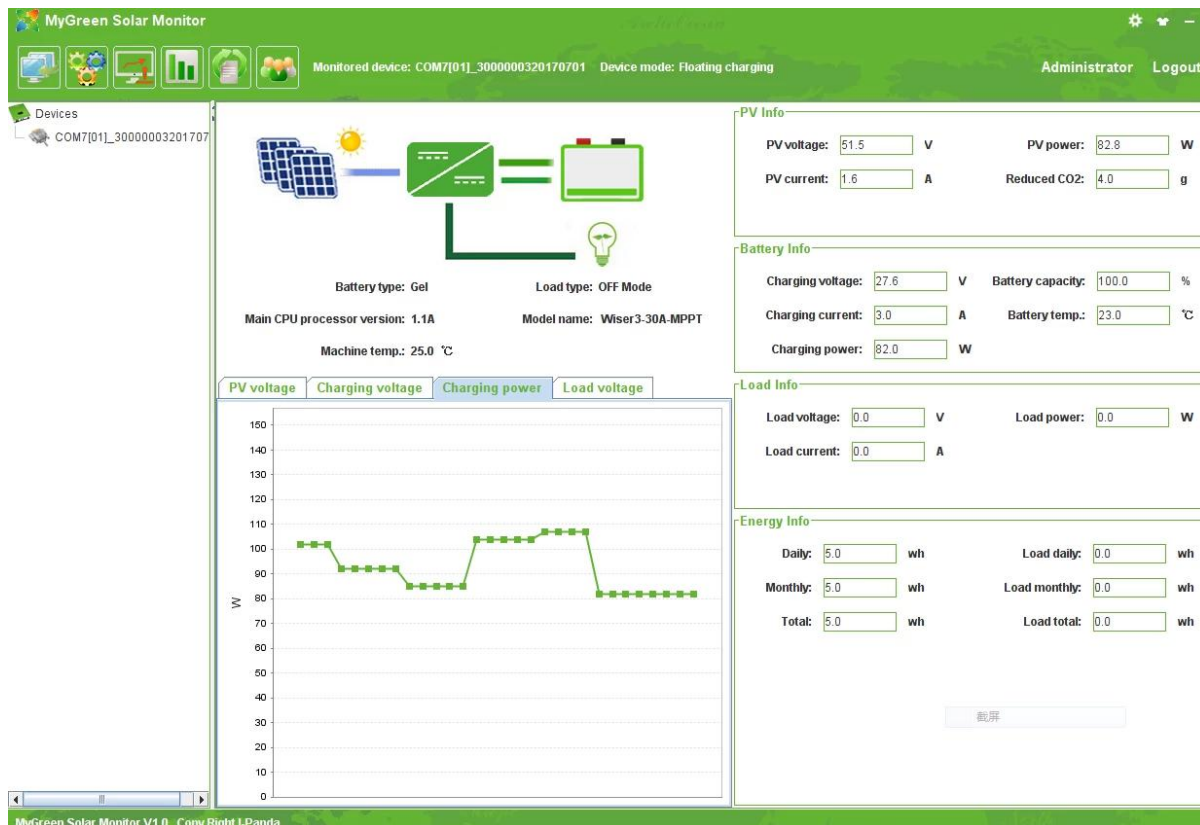 MyGreen Solar Monitor
Monitored device: COM7[01]_3000000320170701 Device mode: Floating charging
Administrator Logout
Devices
COM7[01]_30000003201707
Battery type: Gel Load type: OFF Mode
Main CPU processor version: 1.1A Model name: Wiser3-30A-MPPT
Machine temp.: 25.0 ℃
PV voltage Charging voltage Charging power Load voltage
150
140
130
120
110
100
90
80
70
60
50
40
30
20
10
0
W
PV Info
PV voltage: 51.5 V PV power: 82.8 W
PV current: 1.6 A Reduced CO2: 4.0 g
Battery Info
Charging voltage: 27.6 V Battery capacity: 100.0 %
Charging current: 3.0 A Battery temp.: 23.0 ℃
Charging power: 82.0 W
Load Info
Load voltage: 0.0 V Load power: 0.0 W
Load current: 0.0 A
Energy Info
Daily: 5.0 wh Load daily: 0.0 wh
Monthly: 5.0 wh Load monthly: 0.0 wh
Total: 5.0 wh Load total: 0.0 wh
截屏
MyGreen Solar Monitor V1.0 Copy Right I-Panda